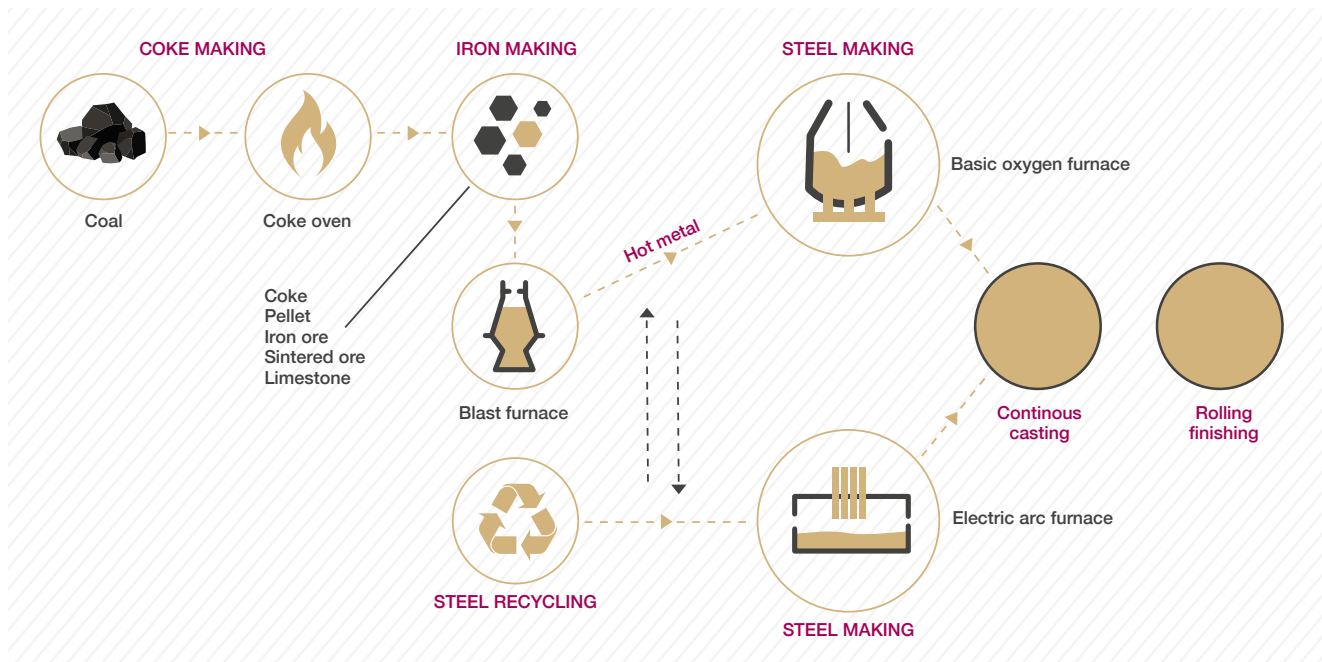 COKE MAKING
IRON MAKING
STEEL MAKING
Coal
Coke oven
Basic oxygen furnace
Hot metal
Coke
Pellet
Iron ore
Sintered ore
Limestone
Blast furnace
Continous
casting
Rolling
finishing
STEEL RECYCLING
Electric arc furnace
STEEL MAKING